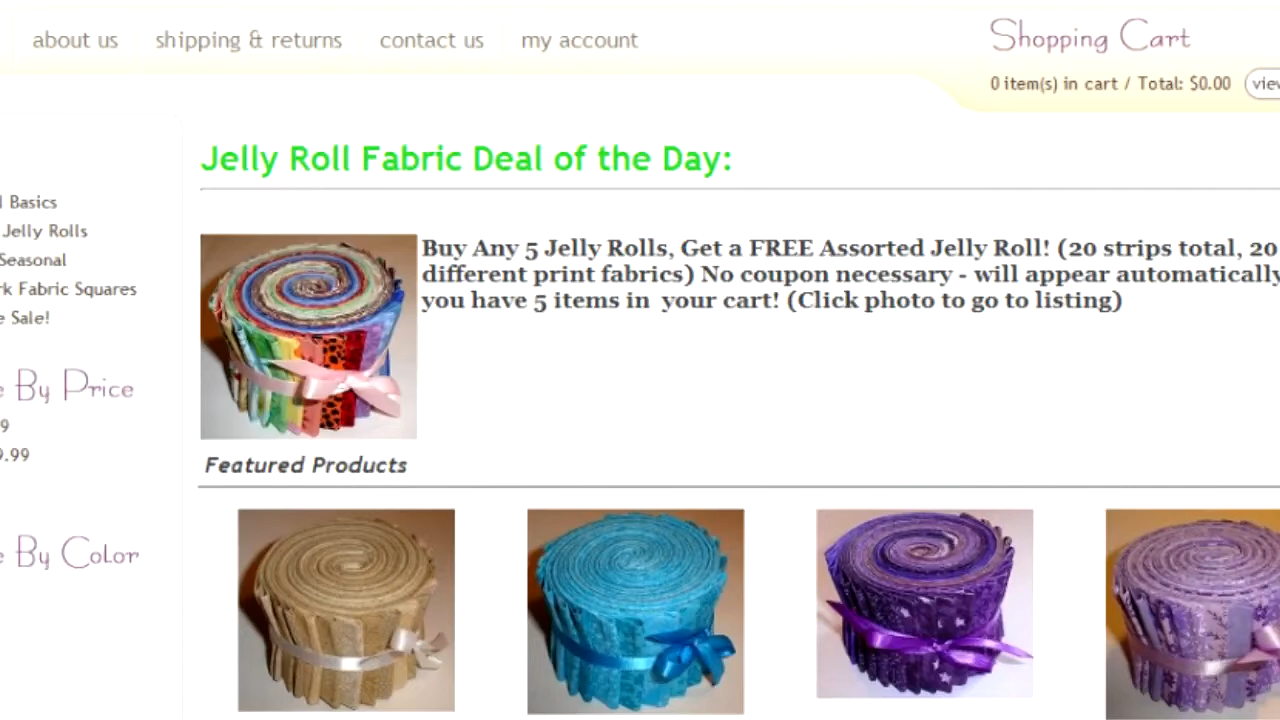 about us shipping & returns contact us my account
Shopping Cart
0 item(s) in cart / Total: $0.00
Jelly Roll Fabric Deal of the Day:
Basics
Jelly Rolls
Seasonal
Fabric Squares
Sale!
By Price
9
9.99
By Color
Buy Any 5 Jelly Rolls, Get a FREE Assorted Jelly Roll! (20 strips total, 20
different print fabrics) No coupon necessary - will appear automatically
you have 5 items in your cart! (Click photo to go to listing)
Featured Products